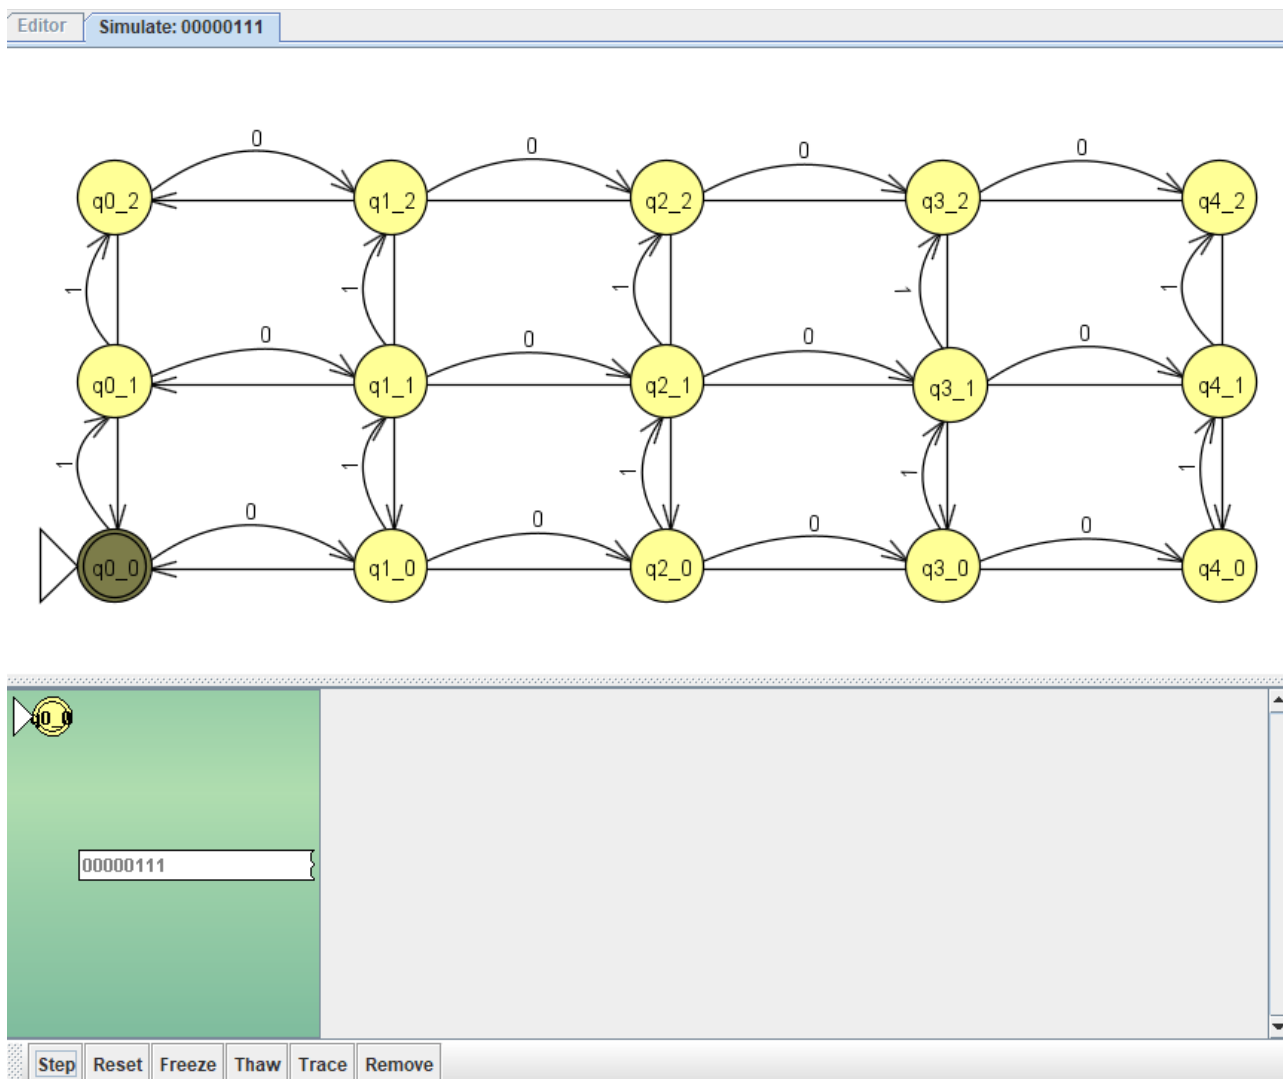 Editor Simulate: 00000111
0 0 0 0
q0_2 q1_2 q2_2 q3_2 q4_2
1 1 1 1 1
0 0 0 0
q0_1 q1_1 q2_1 q3_1 q4_1
1 1 1 1 1
0 0 0 0
q0_0 q1_0 q2_0 q3_0 q4_0
q0_0
00000111
Step Reset Freeze Thaw Trace Remove